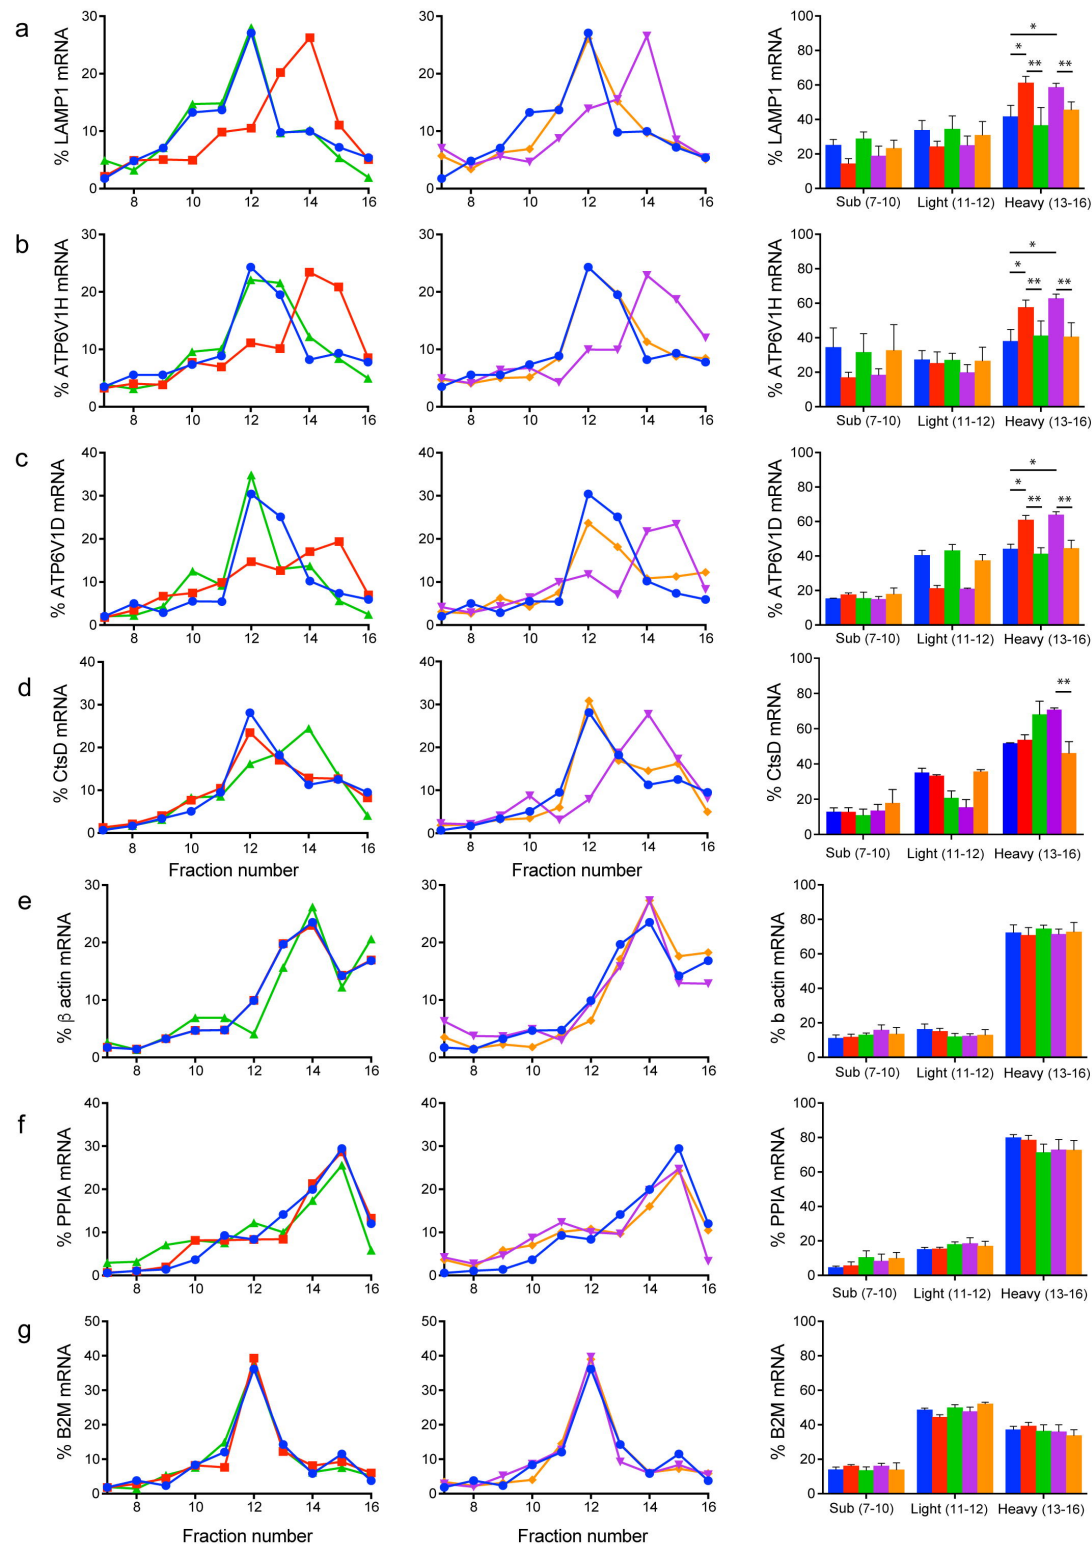 a
% LAMP1 mRNA
30
20
10
0
8 10 12 14 16
30
20
10
0
8 10 12 14 16
% LAMP1 mRNA
100
80
60
40
20
0
*
* **
**
Sub (7-10) Light (11-12) Heavy (13-16)
b
% ATP6V1H mRNA
30
20
10
0
8 10 12 14 16
30
20
10
0
8 10 12 14 16
% ATP6V1H mRNA
100
80
60
40
20
0
*
* ** **
Sub (7-10) Light (11-12) Heavy (13-16)
c
% ATP6V1D mRNA
40
30
20
10
0
8 10 12 14 16
40
30
20
10
0
8 10 12 14 16
% ATP6V1D mRNA
100
80
60
40
20
0
*
* ** **
Sub (7-10) Light (11-12) Heavy (13-16)
d
% CtsD mRNA
40
30
20
10
0
8 10 12 14 16
Fraction number
40
30
20
10
0
8 10 12 14 16
Fraction number
% CtsD mRNA
100
80
60
40
20
0
**
Sub (7-10) Light (11-12) Heavy (13-16)
e
% β actin mRNA
30
20
10
0
8 10 12 14 16
30
20
10
0
8 10 12 14 16
% b actin mRNA
100
80
60
40
20
0
Sub (7-10) Light (11-12) Heavy (13-16)
f
% PPIA mRNA
40
30
20
10
0
8 10 12 14 16
40
30
20
10
0
8 10 12 14 16
% PPIA mRNA
100
80
60
40
20
0
Sub (7-10) Light (11-12) Heavy (13-16)
g
% B2M mRNA
50
40
30
20
10
0
8 10 12 14 16
Fraction number
50
40
30
20
10
0
8 10 12 14 16
Fraction number
% B2M mRNA
100
80
60
40
20
0
Sub (7-10) Light (11-12) Heavy (13-16)